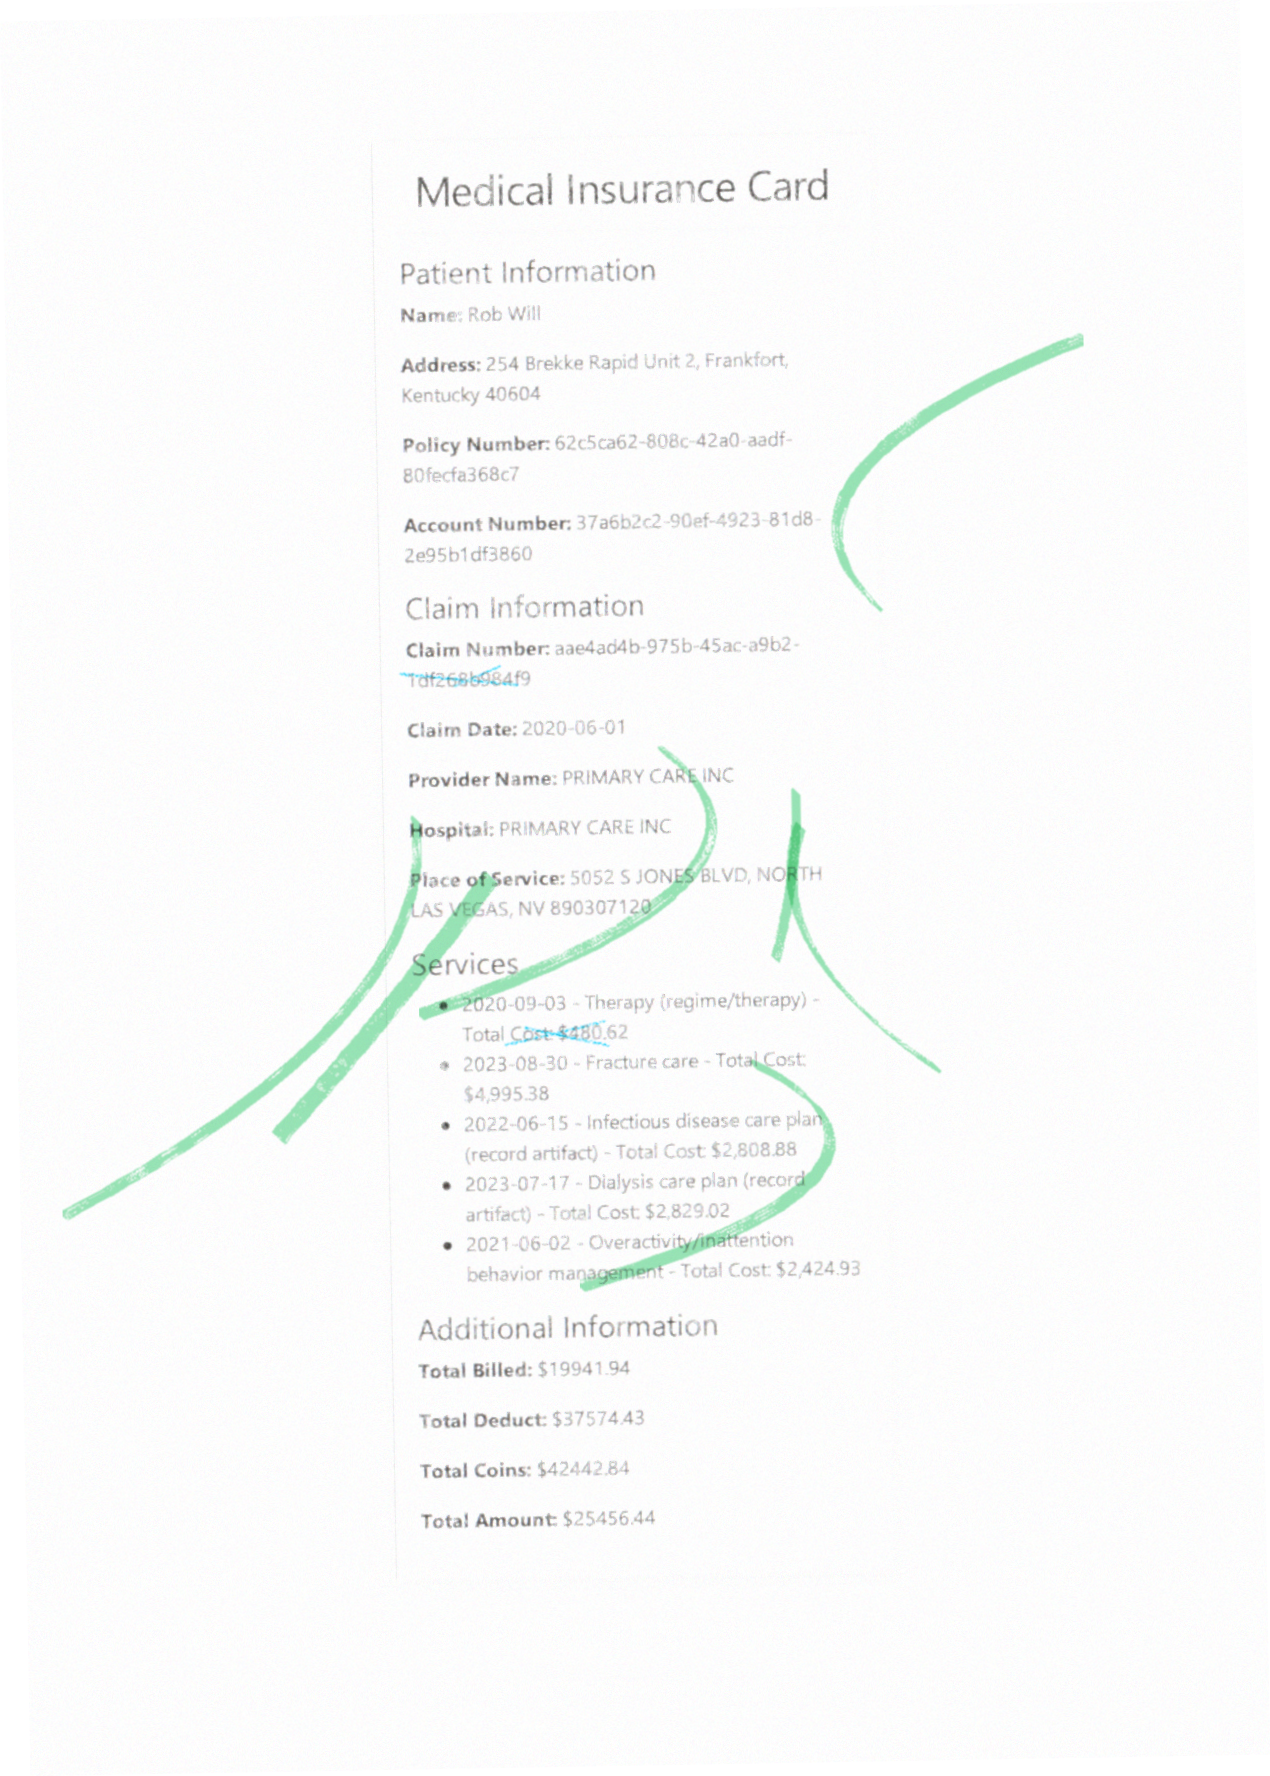 Medical Insurance Card
Patient Information
Name: Rob Will
Address: 254 Brekke Rapid Unit 2, Frankfort,
Kentucky 40604
Policy Number: 62c5ca62-808c-42a0-aadf-
80fecfa368c7
Account Number: 37a6b2c2-90ef-4923-81d8-
2e95b1df3860
Claim Information
Claim Number: aae4ad4b-975b-45ac-a9b2-
1df268b984f9
Claim Date: 2020-06-01
Provider Name: PRIMARY CARE INC
Hospital: PRIMARY CARE INC
Place of Service: 5052 S JONES BLVD, NORTH
LAS VEGAS, NV 890307120
Services
• 2020-09-03 - Therapy (regime/therapy) -
Total Cost: $480.62
• 2023-08-30 - Fracture care - Total Cost:
$4,995.38
• 2022-06-15 - Infectious disease care plan
(record artifact) - Total Cost: $2,808.88
• 2023-07-17 - Dialysis care plan (record
artifact) - Total Cost: $2,829.02
• 2021-06-02 - Overactivity/inattention
behavior management - Total Cost: $2,424.93
Additional Information
Total Billed: $19941.94
Total Deduct: $37574.43
Total Coins: $42442.84
Total Amount: $25456.44